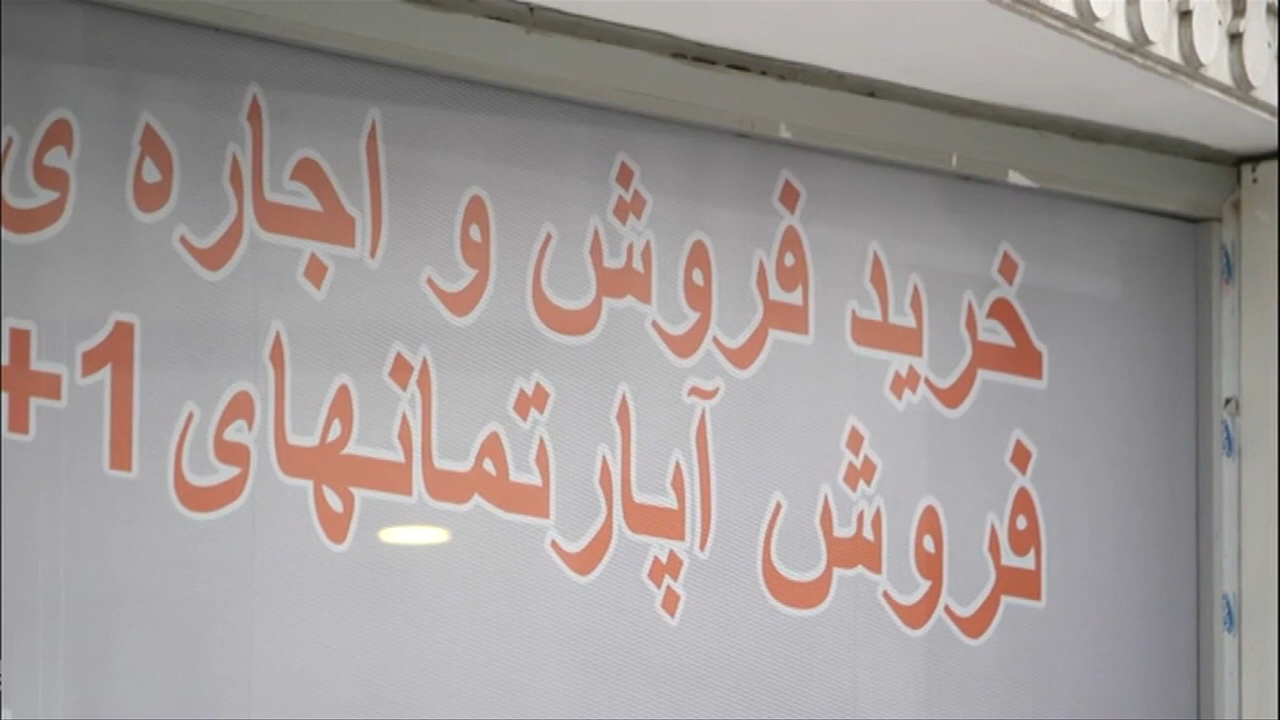 خرید فروش و اجاره ی
فروش آپارتمانهای 1+